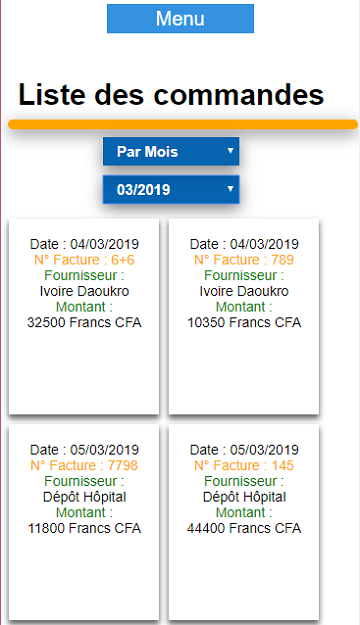 Menu
Liste des commandes
Par Mois
03/2019
Date : 04/03/2019
N° Facture : 6+6
Fournisseur :
Ivoire Daoukro
Montant :
32500 Francs CFA
Date : 04/03/2019
N° Facture : 789
Fournisseur :
Ivoire Daoukro
Montant :
10350 Francs CFA
Date : 05/03/2019
N° Facture : 7798
Fournisseur :
Dépôt Hôpital
Montant :
11800 Francs CFA
Date : 05/03/2019
N° Facture : 145
Fournisseur :
Dépôt Hôpital
Montant :
44400 Francs CFA